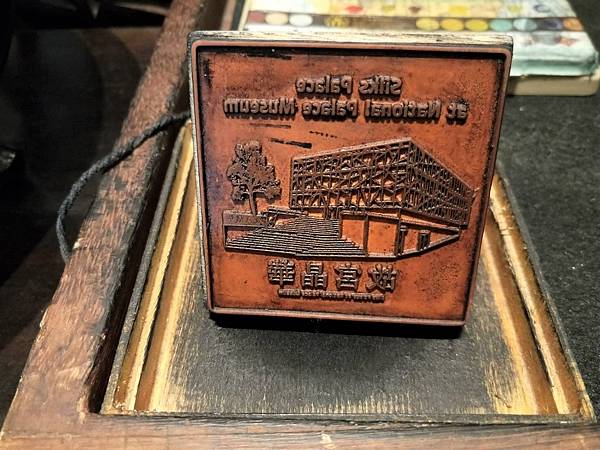 Silks Palace
at National Palace Museum
故宮晶華